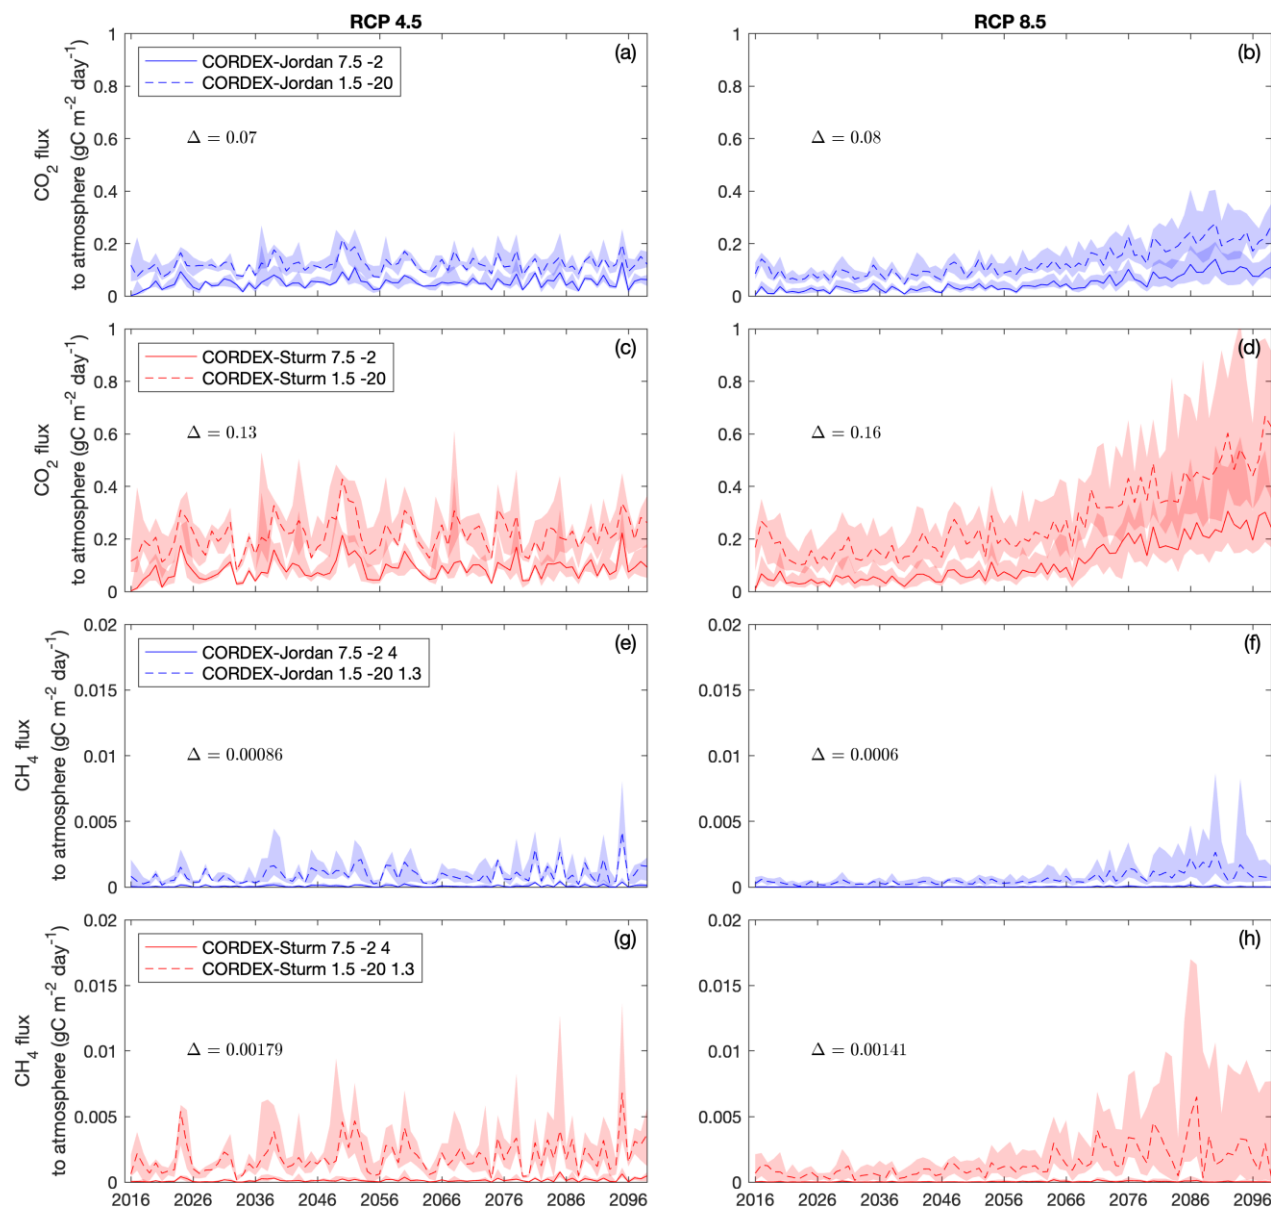 RCP 4.5
RCP 8.5
CO2 flux
to atmosphere (gC m-2 day-1)
1
0.8
0.6
0.4
0.2
0
CORDEX-Jordan 7.5 -2
CORDEX-Jordan 1.5 -20
(a)
Δ = 0.07
1
0.8
0.6
0.4
0.2
0
(b)
Δ = 0.08
CO2 flux
to atmosphere (gC m-2 day-1)
1
0.8
0.6
0.4
0.2
0
CORDEX-Sturm 7.5 -2
CORDEX-Sturm 1.5 -20
(c)
Δ = 0.13
1
0.8
0.6
0.4
0.2
0
(d)
Δ = 0.16
CH4 flux
to atmosphere (gC m-2 day-1)
0.02
0.015
0.01
0.005
0
CORDEX-Jordan 7.5 -2 4
CORDEX-Jordan 1.5 -20 1.3
(e)
Δ = 0.00086
0.02
0.015
0.01
0.005
0
(f)
Δ = 0.0006
CH4 flux
to atmosphere (gC m-2 day-1)
0.02
0.015
0.01
0.005
0
CORDEX-Sturm 7.5 -2 4
CORDEX-Sturm 1.5 -20 1.3
(g)
Δ = 0.00179
2016 2026 2036 2046 2056 2066 2076 2086 2096
0.02
0.015
0.01
0.005
0
(h)
Δ = 0.00141
2016 2026 2036 2046 2056 2066 2076 2086 2096